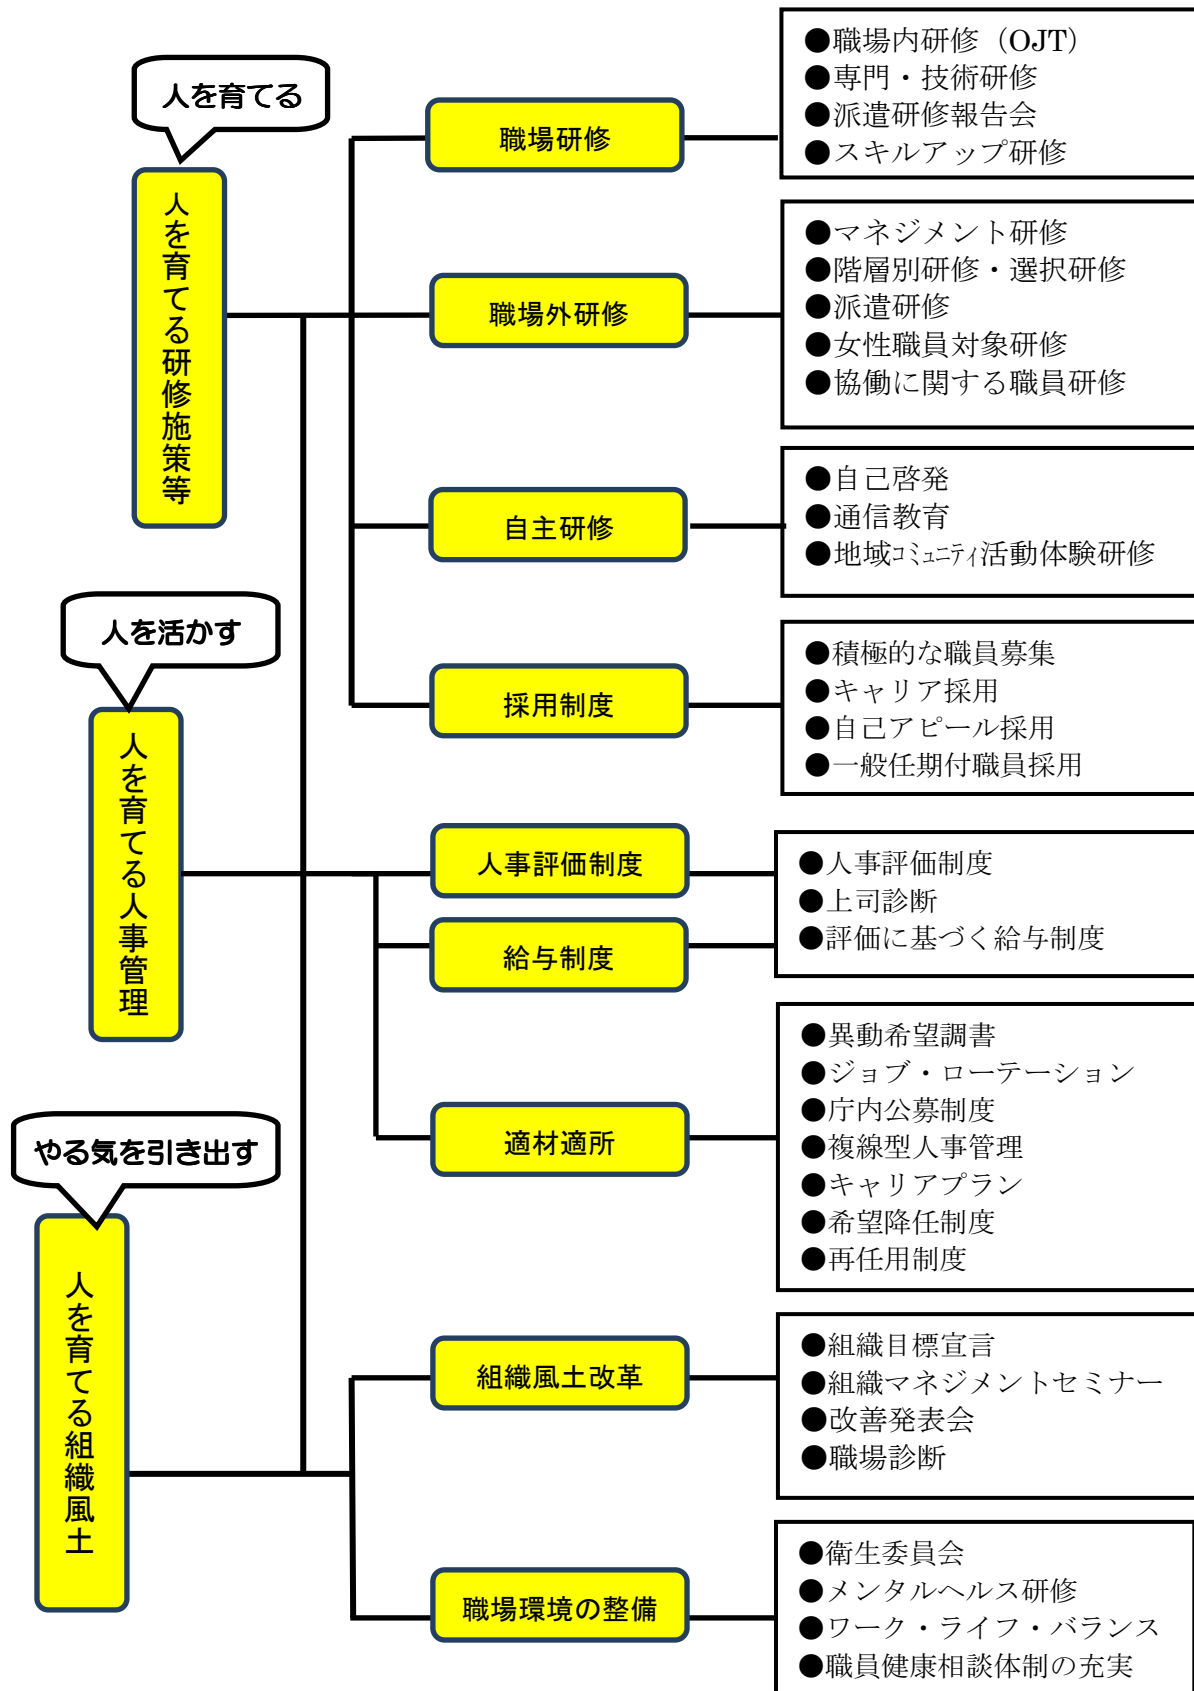 人を育てる
人を育てる研修施策等
職場研修
●職場内研修（OJT）
●専門・技術研修
●派遣研修報告会
●スキルアップ研修
職場外研修
●マネジメント研修
●階層別研修・選択研修
●派遣研修
●女性職員対象研修
●協働に関する職員研修
自主研修
●自己啓発
●通信教育
●地域ｺﾐｭﾆﾃｨ活動体験研修
採用制度
●積極的な職員募集
●キャリア採用
●自己アピール採用
●一般任期付職員採用
人を活かす
人を育てる人事管理
人事評価制度
給与制度
●人事評価制度
●上司診断
●評価に基づく給与制度
適材適所
●異動希望調書
●ジョブ・ローテーション
●庁内公募制度
●複線型人事管理
●キャリアプラン
●希望降任制度
●再任用制度
やる気を引き出す
人を育てる組織風土
組織風土改革
●組織目標宣言
●組織マネジメントセミナー
●改善発表会
●職場診断
職場環境の整備
●衛生委員会
●メンタルヘルス研修
●ワーク・ライフ・バランス
●職員健康相談体制の充実